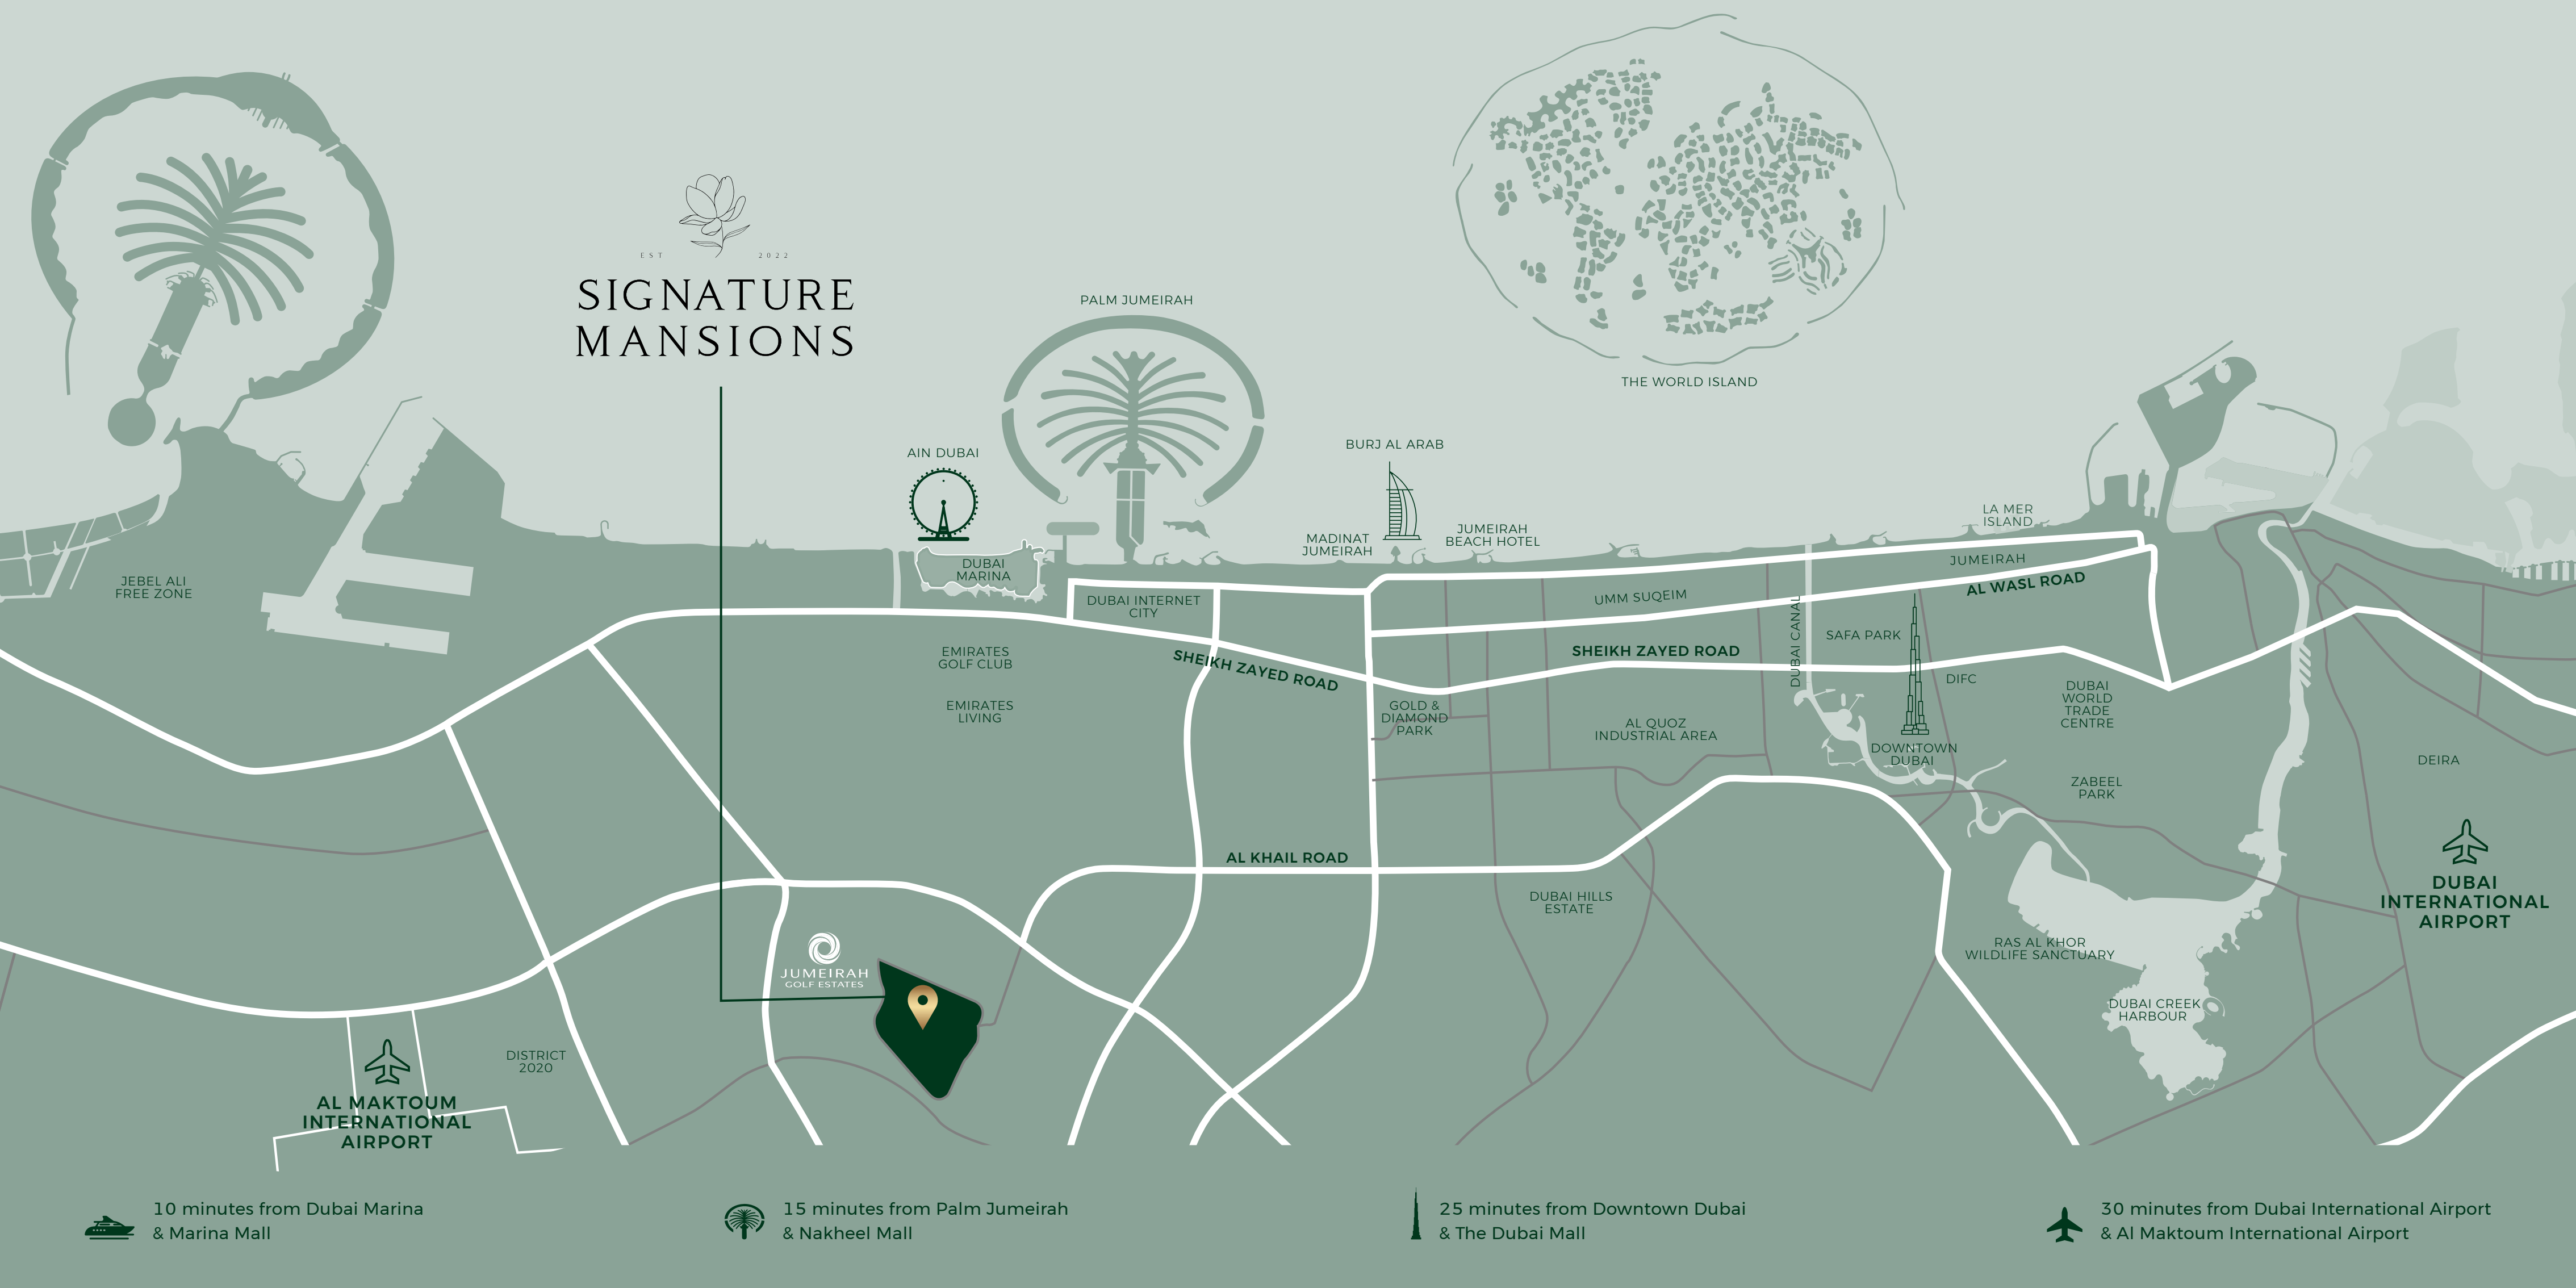 EST 2022
SIGNATURE
MANSIONS
PALM JUMEIRAH
THE WORLD ISLAND
AIN DUBAI
BURJ AL ARAB
MADINAT
JUMEIRAH
JUMEIRAH
BEACH HOTEL
LA MER
ISLAND
JEBEL ALI
FREE ZONE
DUBAI
MARINA
DUBAI INTERNET
CITY
UMM SUQEIM
JUMEIRAH
AL WASL ROAD
EMIRATES
GOLF CLUB
SHEIKH ZAYED ROAD
SHEIKH ZAYED ROAD
DUBAI CANAL
SAFA PARK
DIFC
EMIRATES
LIVING
GOLD &
DIAMOND
PARK
AL QUOZ
INDUSTRIAL AREA
DUBAI
WORLD
TRADE
CENTRE
DOWNTOWN
DUBAI
ZABEEL
PARK
DEIRA
AL KHAIL ROAD
DUBAI HILLS
ESTATE
DUBAI
INTERNATIONAL
AIRPORT
RAS AL KHOR
WILDLIFE SANCTUARY
JUMEIRAH
GOLF ESTATES
DUBAI CREEK
HARBOUR
DISTRICT
2020
AL MAKTOUM
INTERNATIONAL
AIRPORT
10 minutes from Dubai Marina
& Marina Mall
15 minutes from Palm Jumeirah
& Nakheel Mall
25 minutes from Downtown Dubai
& The Dubai Mall
30 minutes from Dubai International Airport
& Al Maktoum International Airport